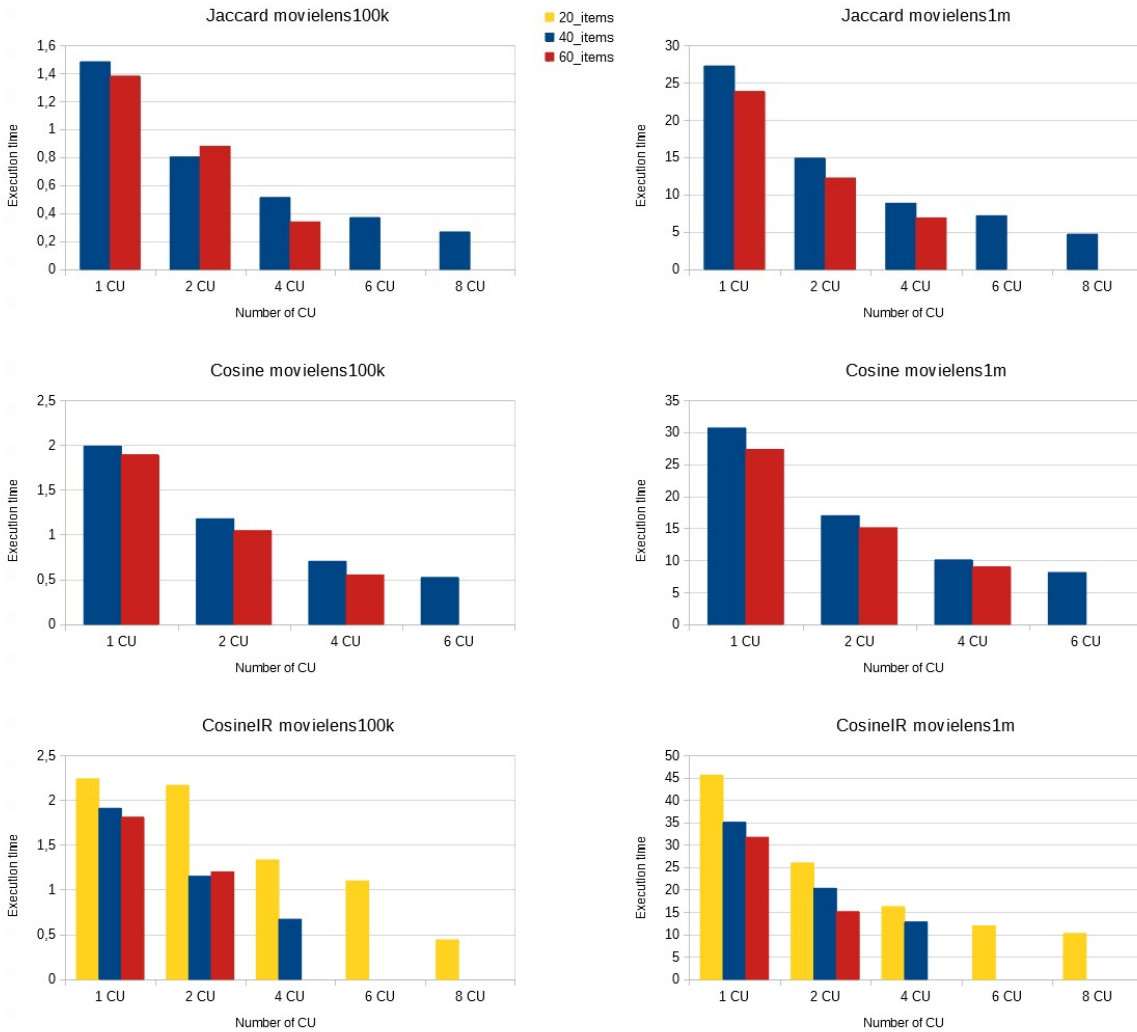 Jaccard movielens100k
Execution time
1,6
1,4
1,2
1
0,8
0,6
0,4
0,2
0
1 CU 2 CU 4 CU 6 CU 8 CU
Number of CU
20_items
40_items
60_items
Jaccard movielens1m
Execution time
30
25
20
15
10
5
0
1 CU 2 CU 4 CU 6 CU 8 CU
Number of CU
Cosine movielens100k
Execution time
2,5
2
1,5
1
0,5
0
1 CU 2 CU 4 CU 6 CU
Number of CU
Cosine movielens1m
Execution time
35
30
25
20
15
10
5
0
1 CU 2 CU 4 CU 6 CU
Number of CU
CosineIR movielens100k
Execution time
2,5
2
1,5
1
0,5
0
1 CU 2 CU 4 CU 6 CU 8 CU
Number of CU
CosineIR movielens1m
Execution time
50
45
40
35
30
25
20
15
10
5
0
1 CU 2 CU 4 CU 6 CU 8 CU
Number of CU